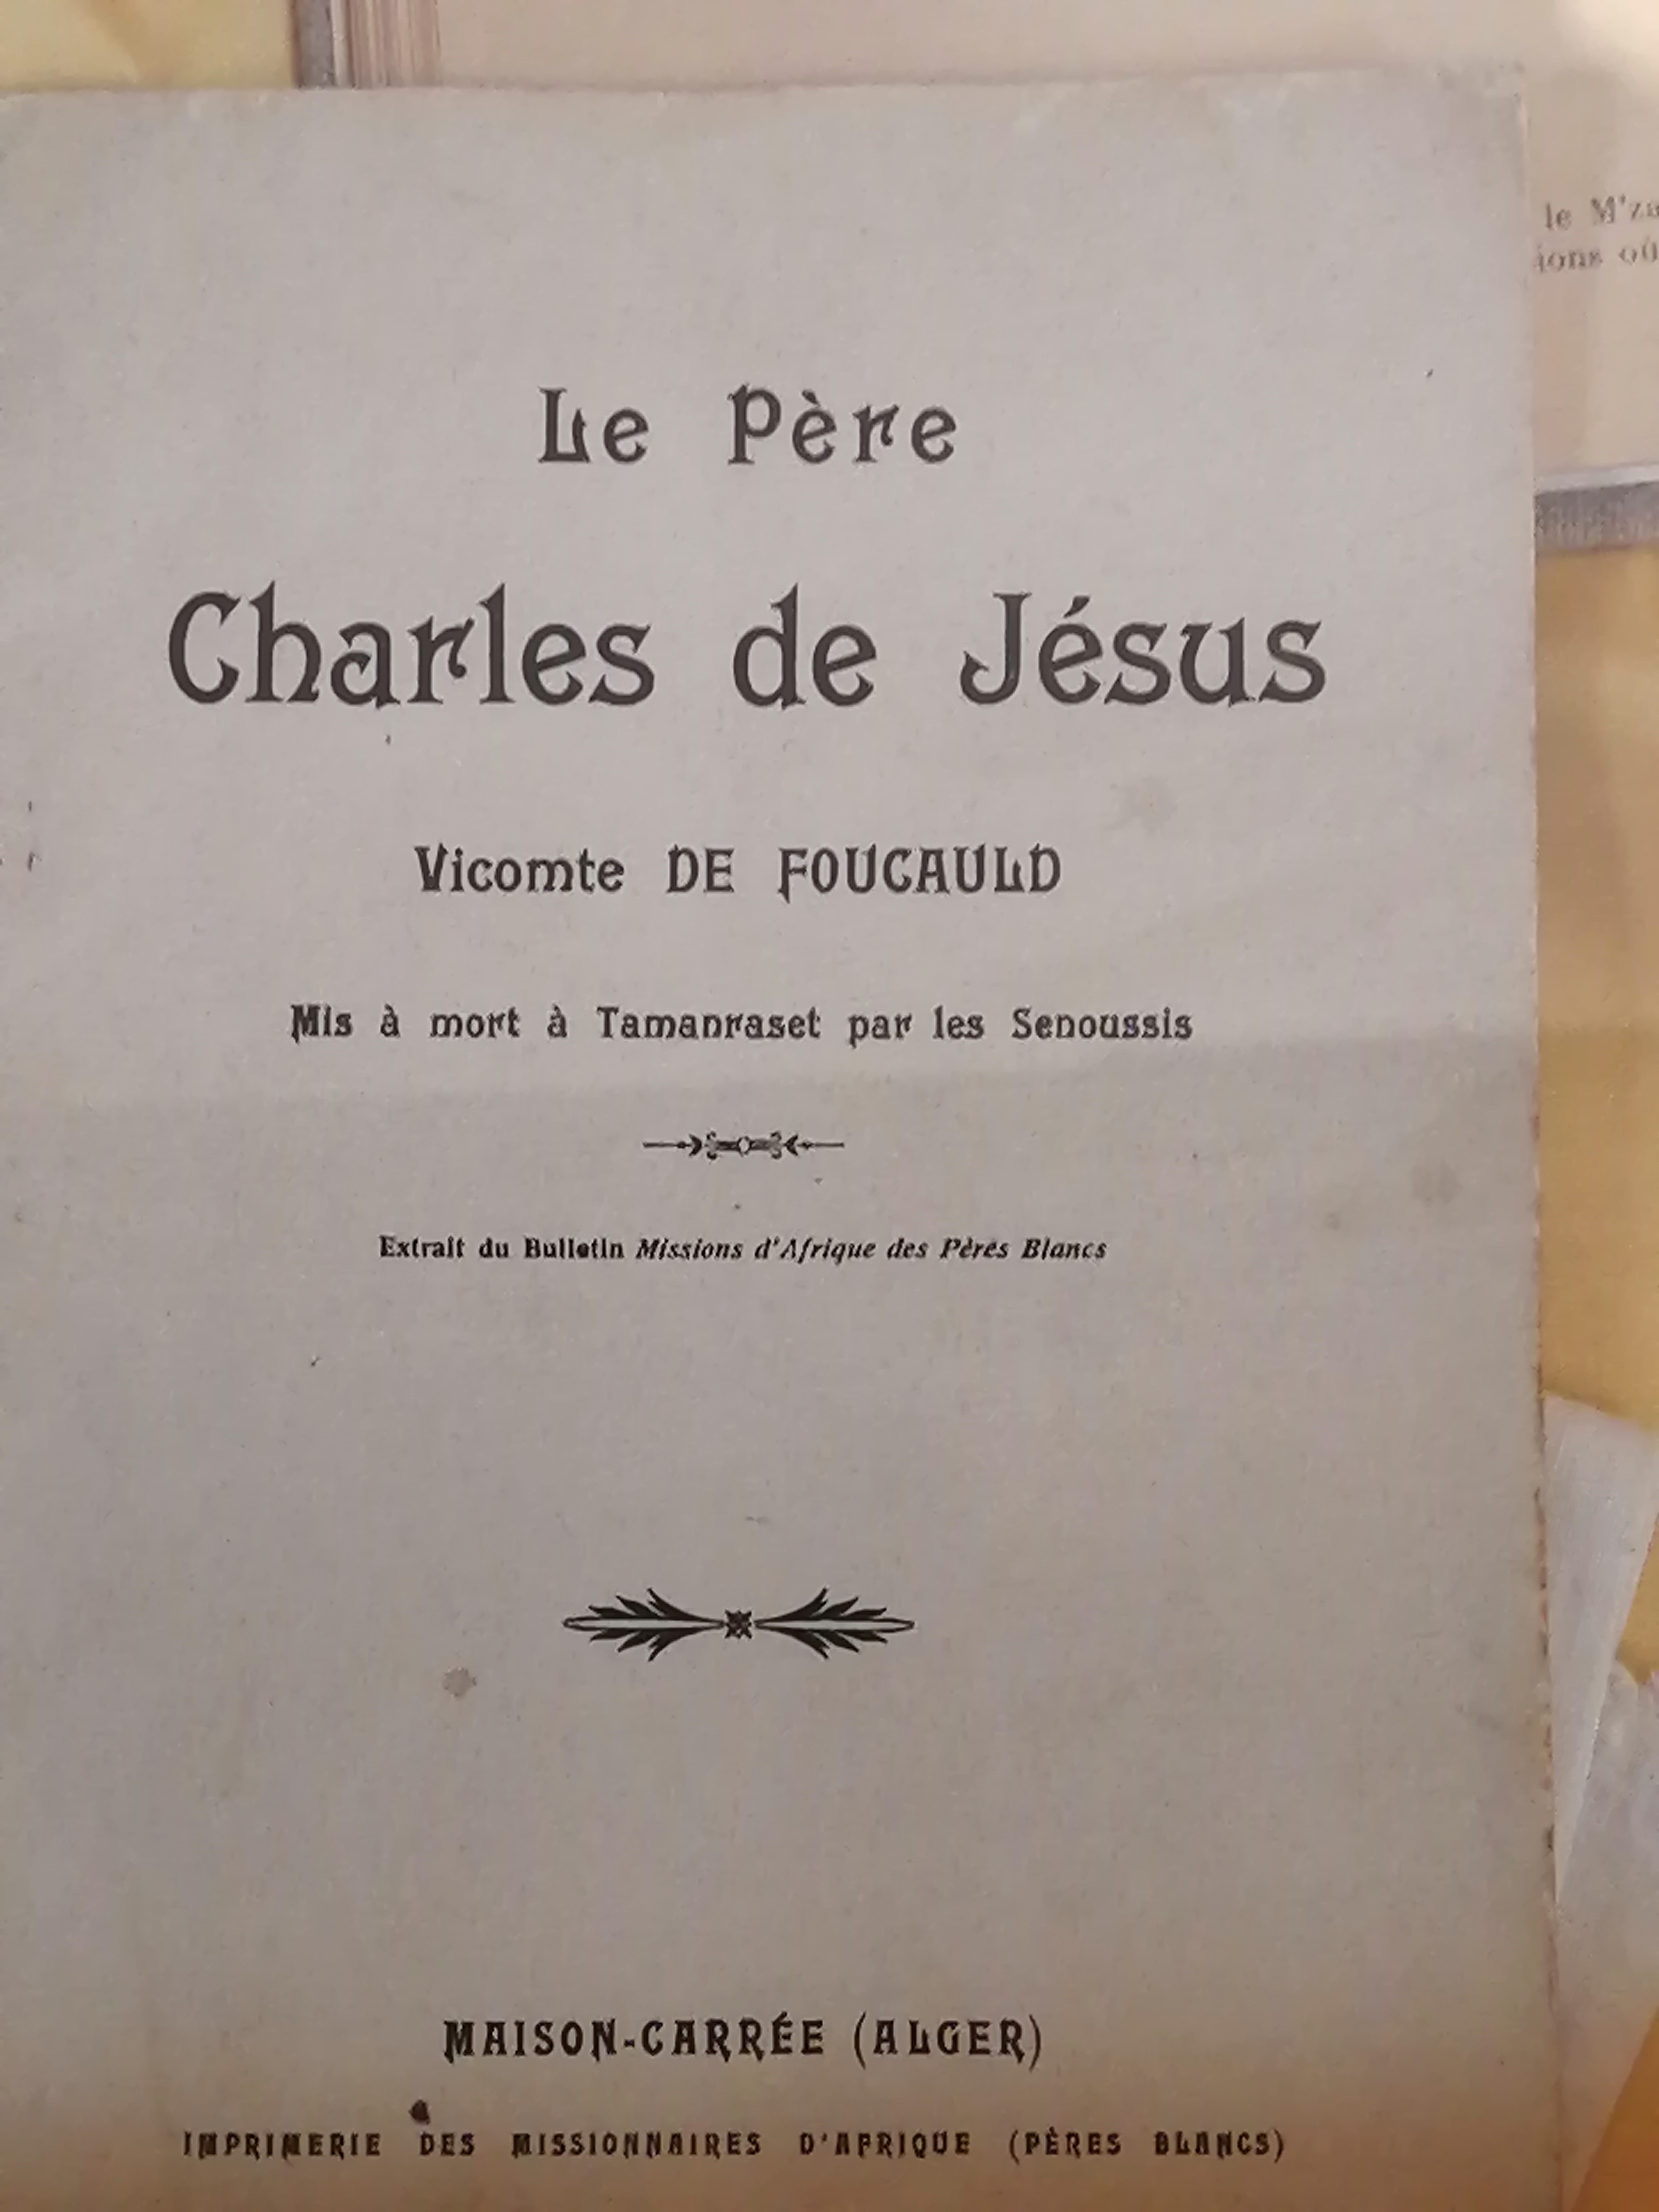 Le Père
Charles de Jésus
Vicomte DE FOUCAULD
Mis à mort à Tamanraset par les Senoussis
Extrait du Bulletin Missions d'Afrique des Pères Blancs
MAISON-CARRÉE (ALGER)
IMPRIMERIE DES MISSIONNAIRES D'AFRIQUE (PÈRES BLANCS)
le M'za
ions où